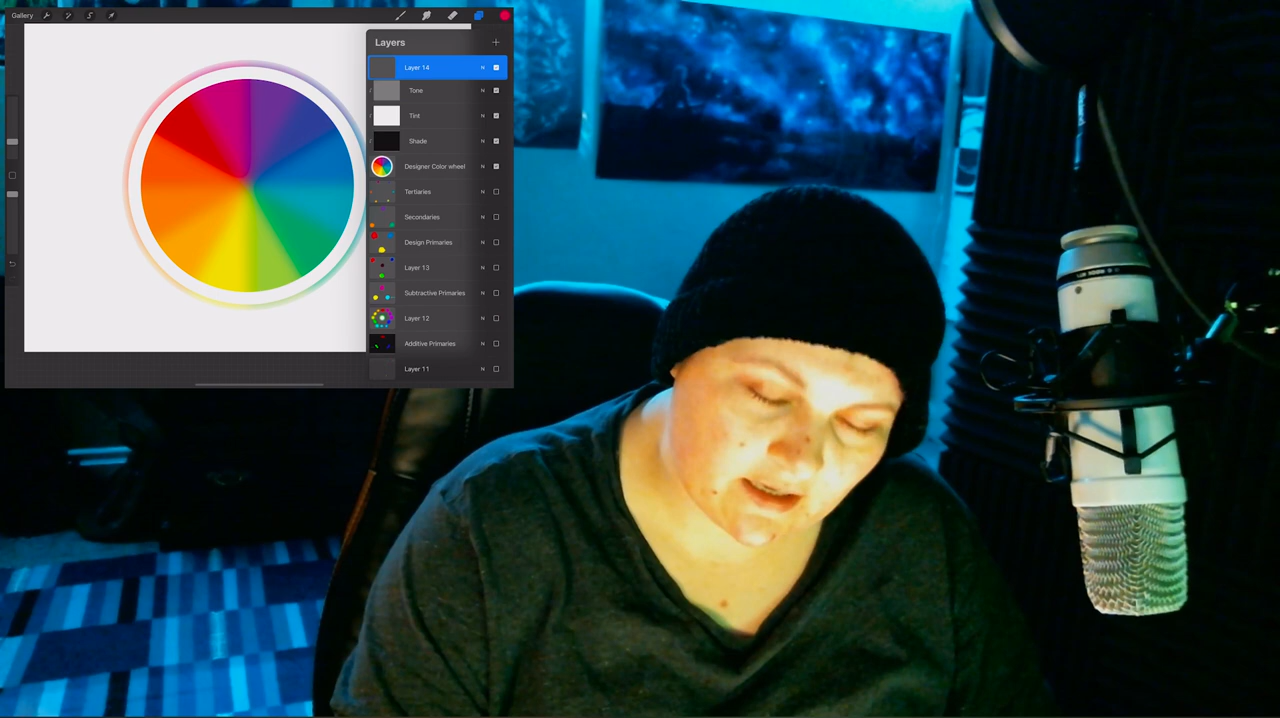 Gallery
Layers
Layer 14 N
Tone N
Tint N
Shade N
Designer Color wheel N
Tertiaries N
Secondaries N
Design Primaries N
Layer 13 N
Subtractive Primaries N
Layer 12 N
Additive Primaries N
Layer 11 N